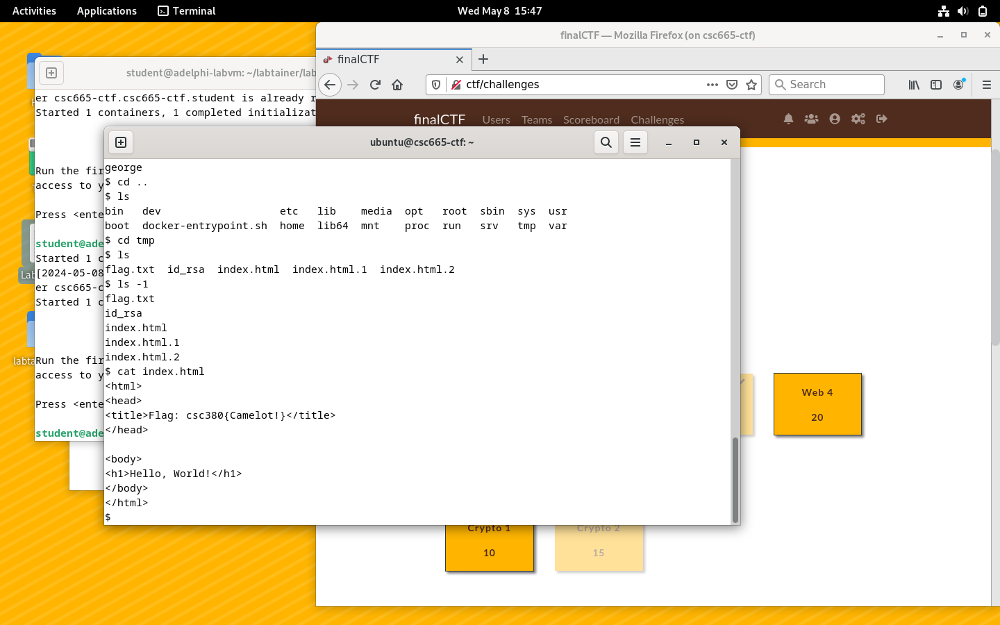 Activities Applications Terminal Wed May 8 15:47
finalCTF — Mozilla Firefox (on csc665-ctf)
finalCTF
ctf/challenges
Search
finalCTF Users Teams Scoreboard Challenges
student@adelphi-labvm: ~/labtainer/lab
er csc665-ctf.csc665-ctf.student is already r
Started 1 containers, 1 completed initializat
Run the fir
access to y
Press <ente
student@ade
Started 1 c
[2024-05-08
er csc665-c
Started 1 c
Run the fir
access to y
Press <ente
student@ade
Lab
labta
ubuntu@csc665-ctf: ~
george
$ cd ..
$ ls
bin dev etc lib media opt root sbin sys usr
boot docker-entrypoint.sh home lib64 mnt proc run srv tmp var
$ cd tmp
$ ls
flag.txt id_rsa index.html index.html.1 index.html.2
$ ls -1
flag.txt
id_rsa
index.html
index.html.1
index.html.2
$ cat index.html
<html>
<head>
<title>Flag: csc380{Camelot!}</title>
</head>
<body>
<h1>Hello, World!</h1>
</body>
</html>
$
Web 4
20
Crypto 1
10
Crypto 2
15